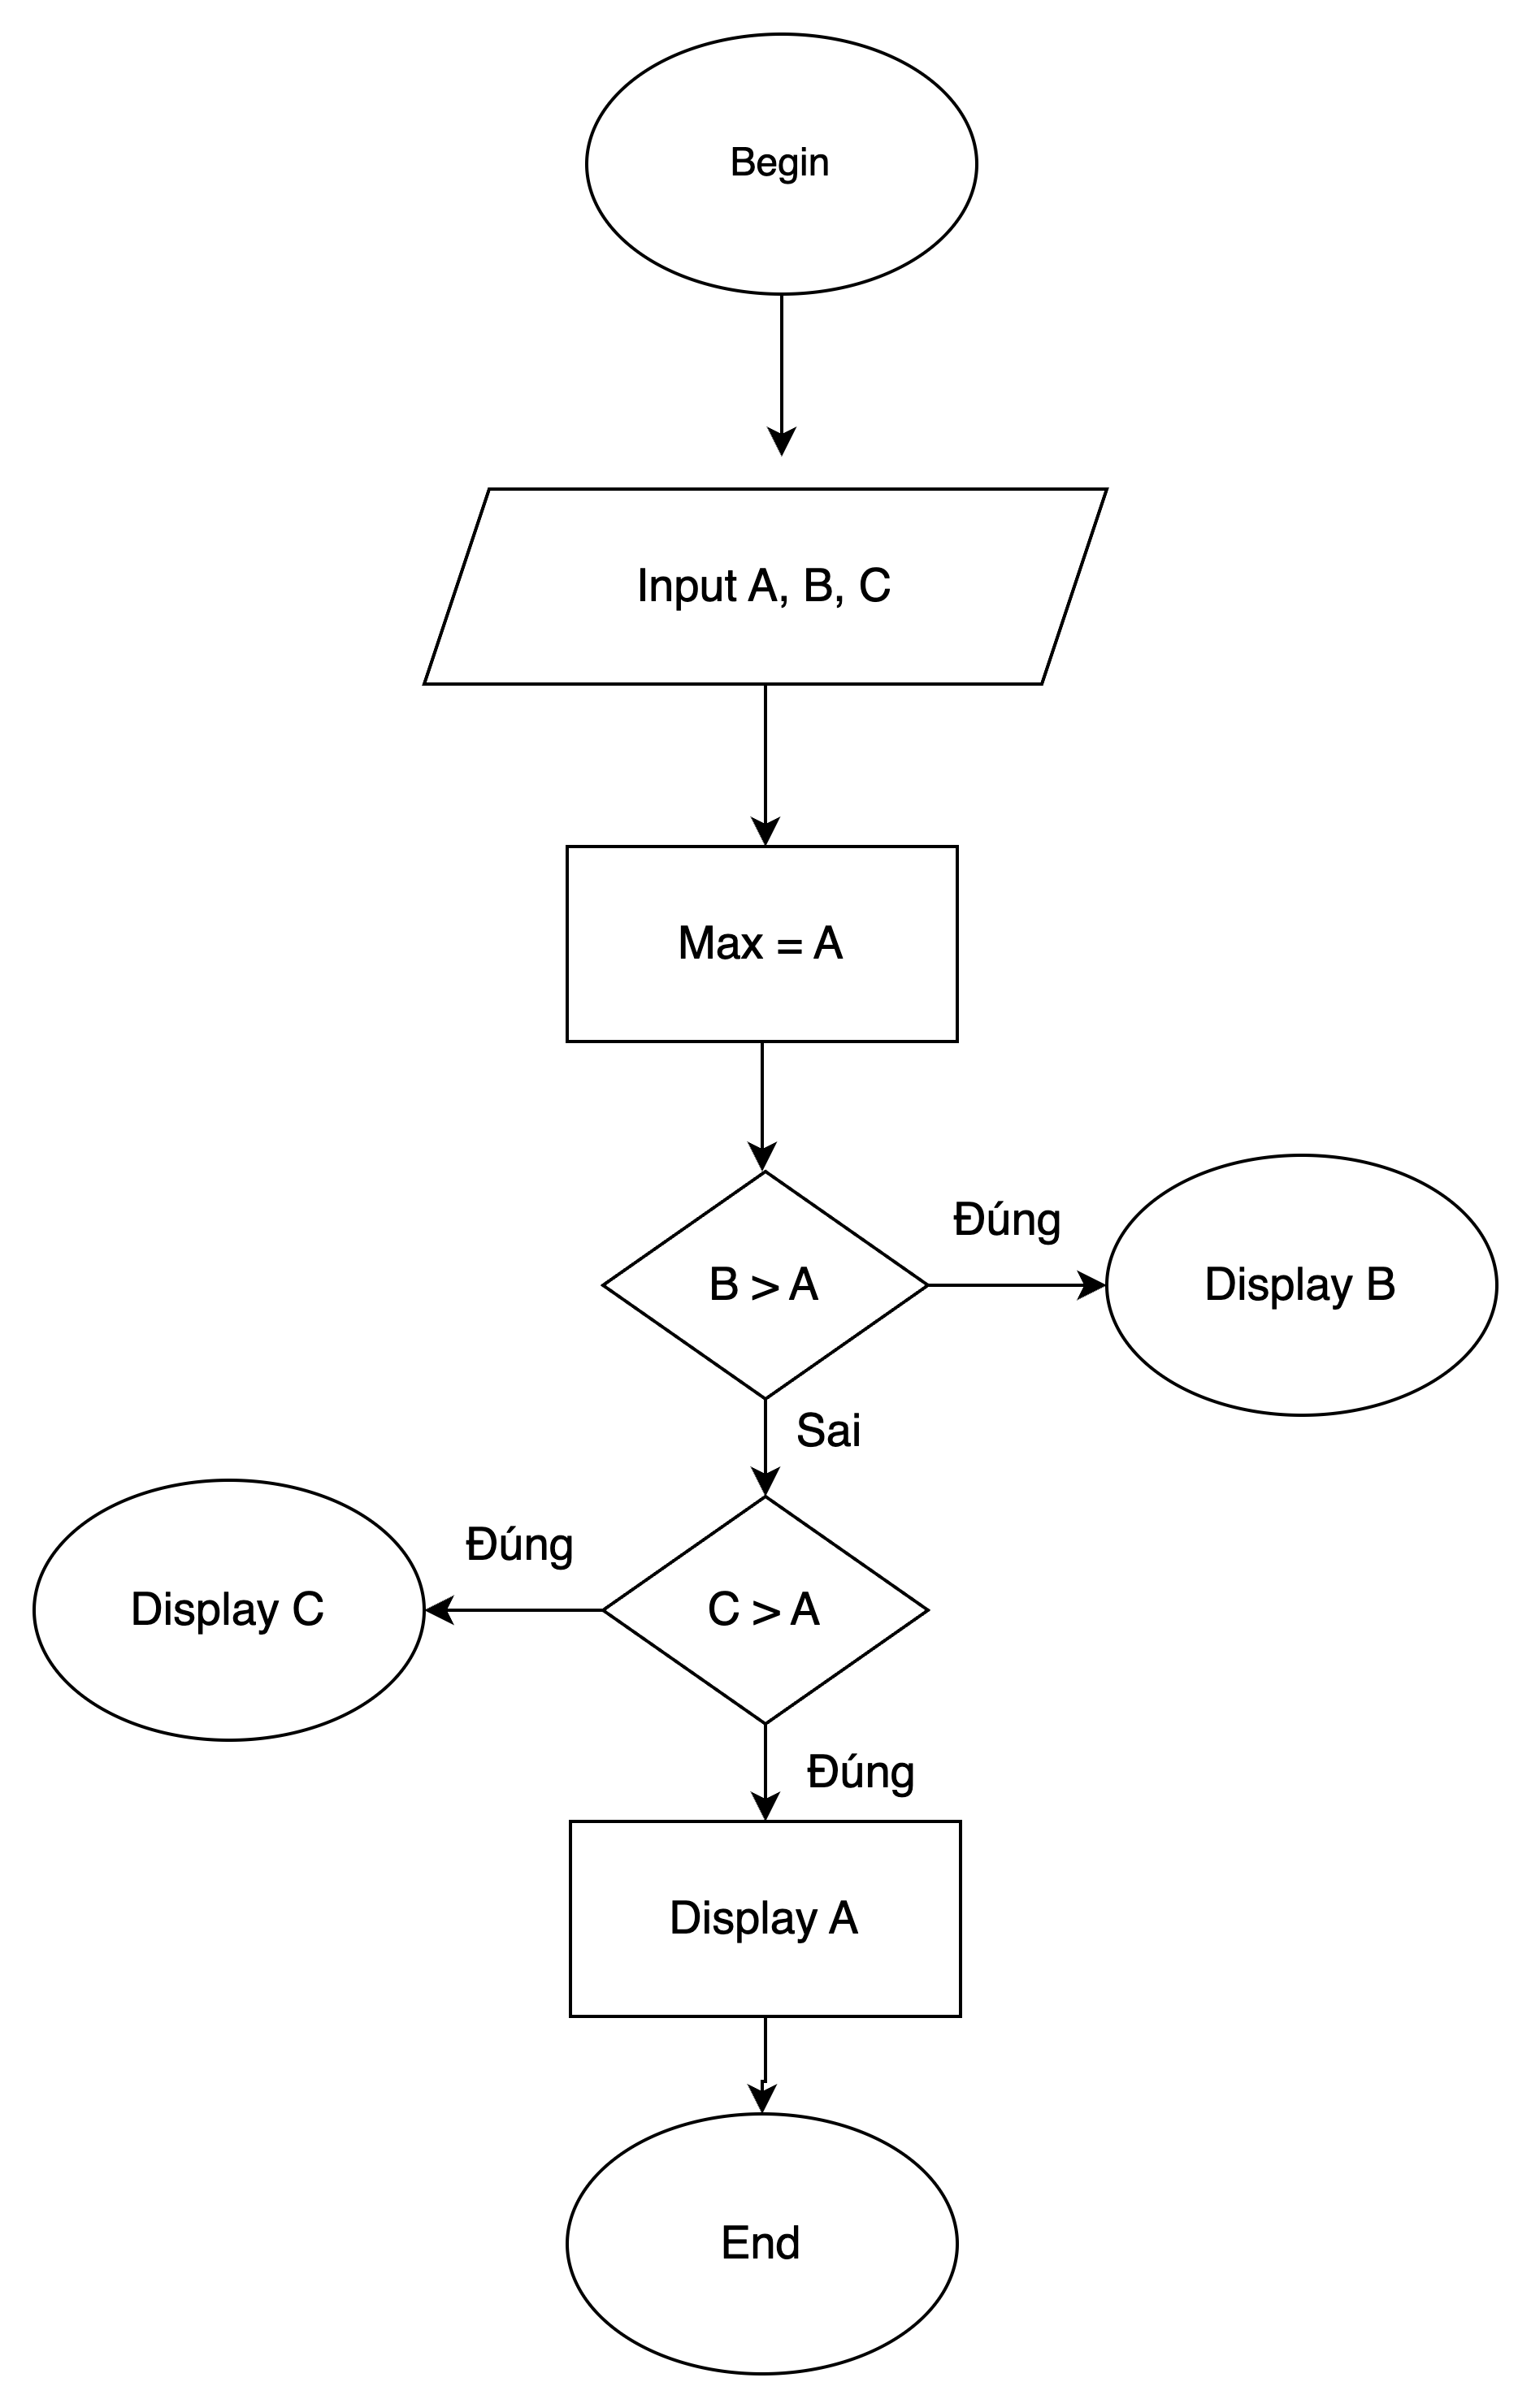 Begin
Input A, B, C
Max = A
B > A
Đúng
Display B
Sai
Đúng
Display C
C > A
Đúng
Display A
End